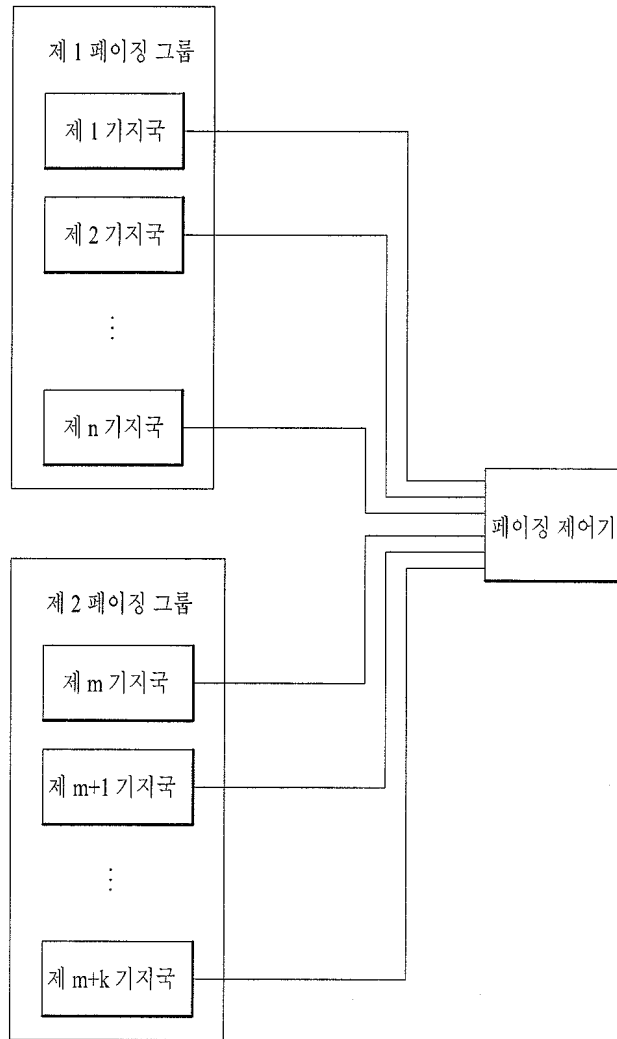 제 1 페이징 그룹
제 1 기지국
제 2 기지국
⋮
제 n 기지국
페이징 제어기
제 2 페이징 그룹
제 m 기지국
제 m+1 기지국
⋮
제 m+k 기지국